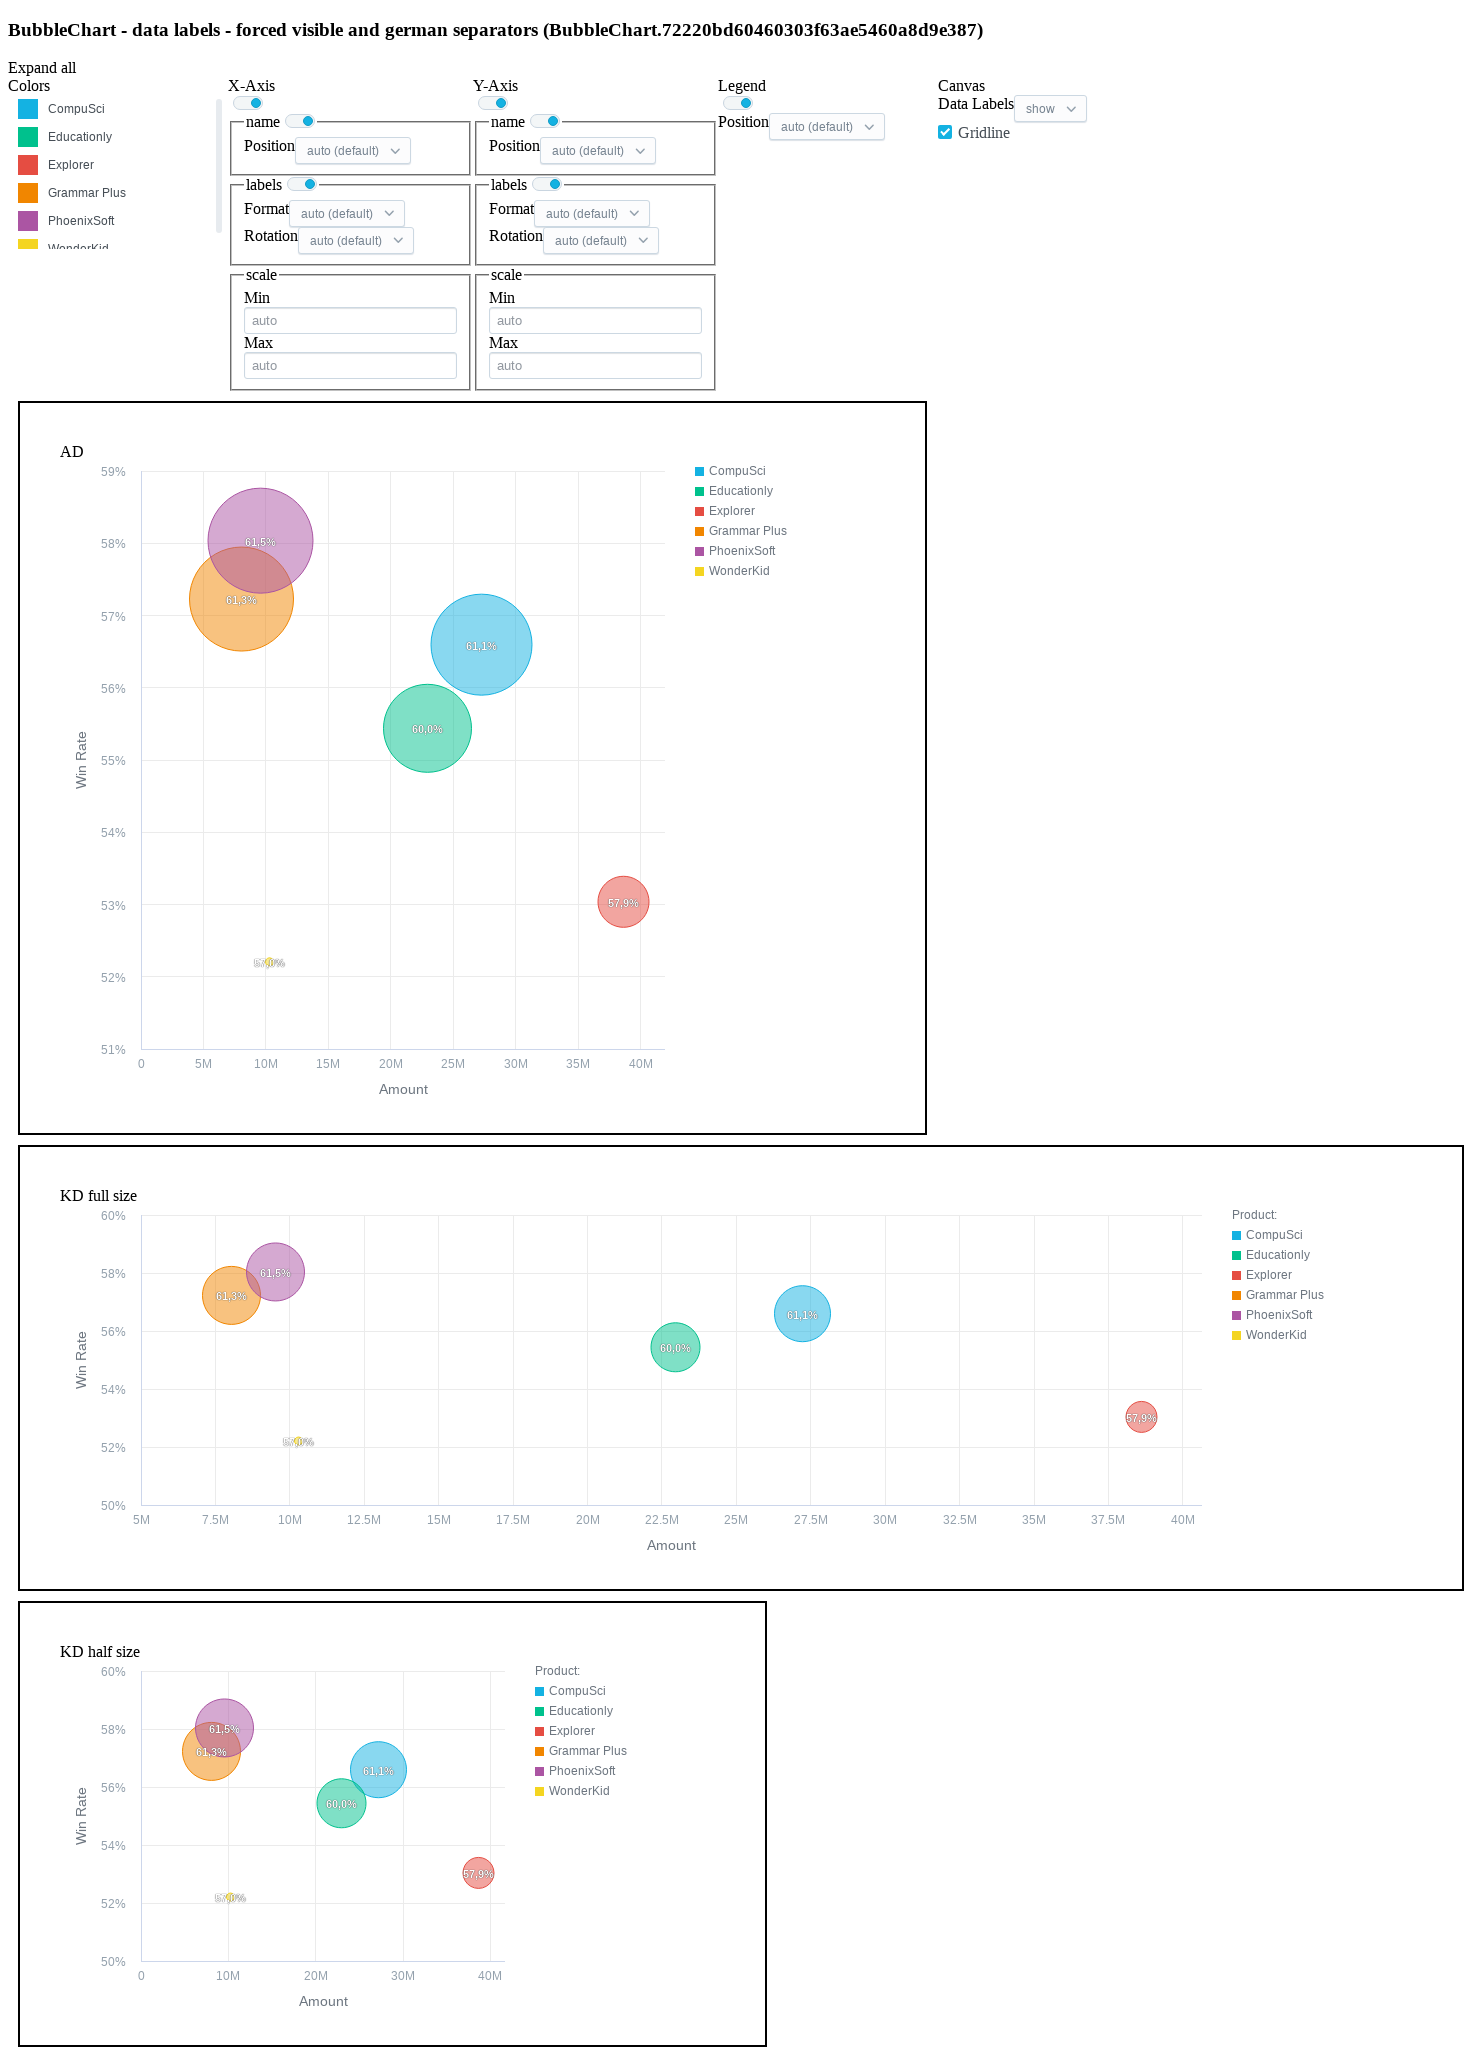 BubbleChart - data labels - forced visible and german separators (BubbleChart.72220bd60460303f63ae5460a8d9e387)
Expand all
Colors
CompuSci
Educationly
Explorer
Grammar Plus
PhoenixSoft
WonderKid
X-Axis
name
Position auto (default)
labels
Format auto (default)
Rotation auto (default)
scale
Min
auto
Max
auto
Y-Axis
name
Position auto (default)
labels
Format auto (default)
Rotation auto (default)
scale
Min
auto
Max
auto
Legend
Position auto (default)
Canvas
Data Labels show
Gridline
AD
59%
58%
57%
56%
55%
54%
53%
52%
51%
Win Rate
61,5%
61,3%
61,1%
60,0%
57,9%
0 5M 10M 15M 20M 25M 30M 35M 40M
Amount
CompuSci
Educationly
Explorer
Grammar Plus
PhoenixSoft
WonderKid
KD full size
60%
58%
56%
54%
52%
50%
Win Rate
61,5%
61,3%
61,1%
60,0%
57,9%
5M 7.5M 10M 12.5M 15M 17.5M 20M 22.5M 25M 27.5M 30M 32.5M 35M 37.5M 40M
Amount
Product:
CompuSci
Educationly
Explorer
Grammar Plus
PhoenixSoft
WonderKid
KD half size
60%
58%
56%
54%
52%
50%
Win Rate
61,5%
61,3%
61,1%
60,0%
57,9%
0 10M 20M 30M 40M
Amount
Product:
CompuSci
Educationly
Explorer
Grammar Plus
PhoenixSoft
WonderKid